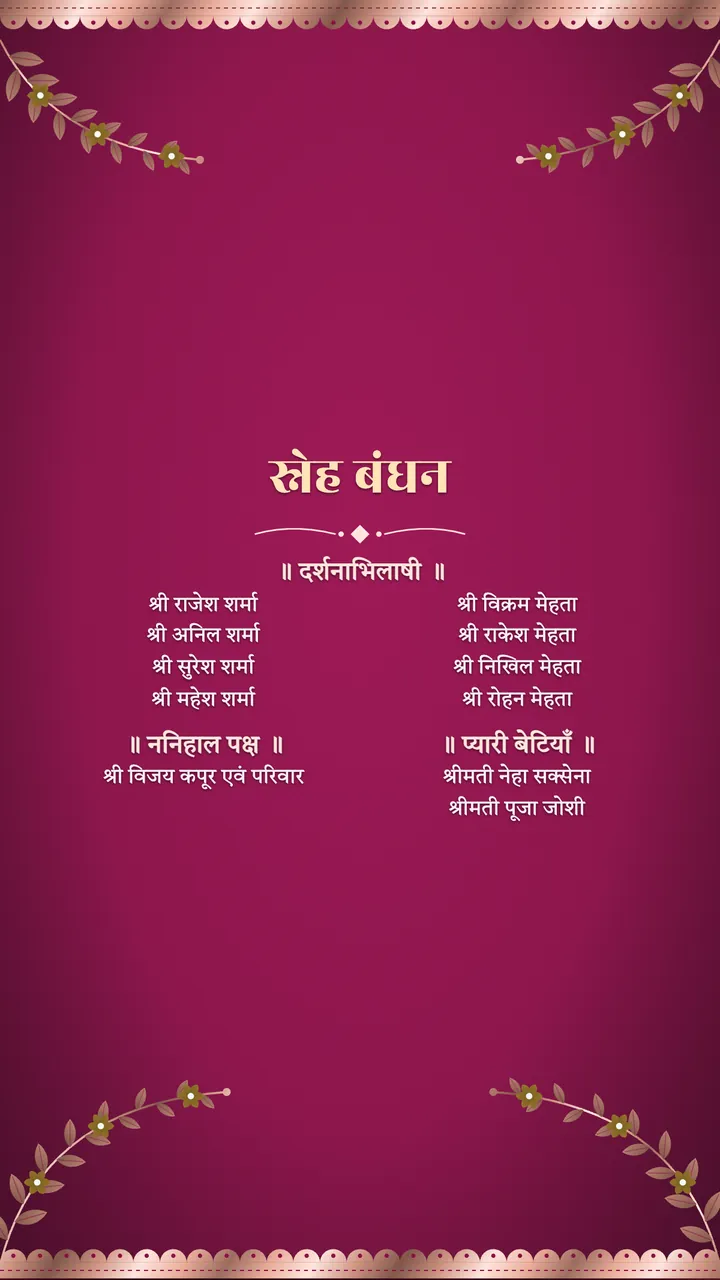 स्नेह बंधन
॥ दर्शनाभिलाषी ॥
श्री राजेश शर्मा
श्री अनिल शर्मा
श्री सुरेश शर्मा
श्री महेश शर्मा
श्री विक्रम मेहता
श्री राकेश मेहता
श्री निखिल मेहता
श्री रोहन मेहता
॥ ननिहाल पक्ष ॥
श्री विजय कपूर एवं परिवार
॥ प्यारी बेटियाँ ॥
श्रीमती नेहा सक्सेना
श्रीमती पूजा जोशी